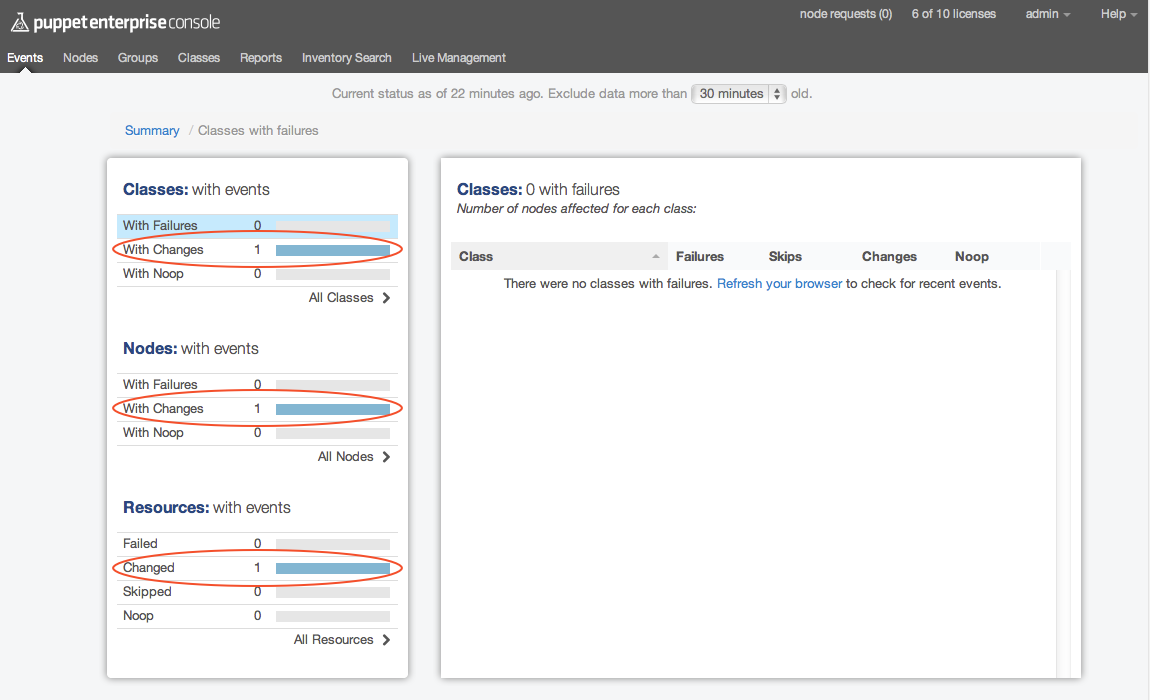 puppet enterprise console
node requests (0) 6 of 10 licenses admin Help
Events Nodes Groups Classes Reports Inventory Search Live Management
Current status as of 22 minutes ago. Exclude data more than 30 minutes old.
Summary / Classes with failures
Classes: with events
With Failures 0
With Changes 1
With Noop 0
All Classes
Nodes: with events
With Failures 0
With Changes 1
With Noop 0
All Nodes
Resources: with events
Failed 0
Changed 1
Skipped 0
Noop 0
All Resources
Classes: 0 with failures
Number of nodes affected for each class:
Class Failures Skips Changes Noop
There were no classes with failures. Refresh your browser to check for recent events.